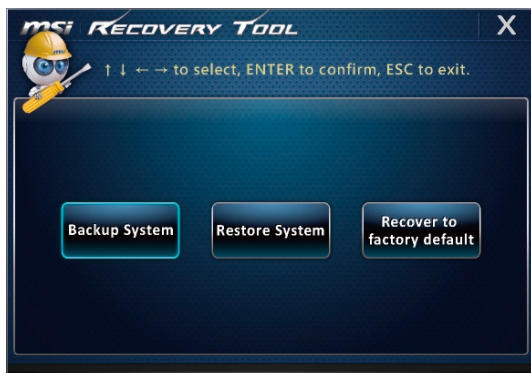 msi RECOVERY TOOL X
↑ ↓ ← → to select, ENTER to confirm, ESC to exit.
Backup System
Restore System
Recover to
factory default